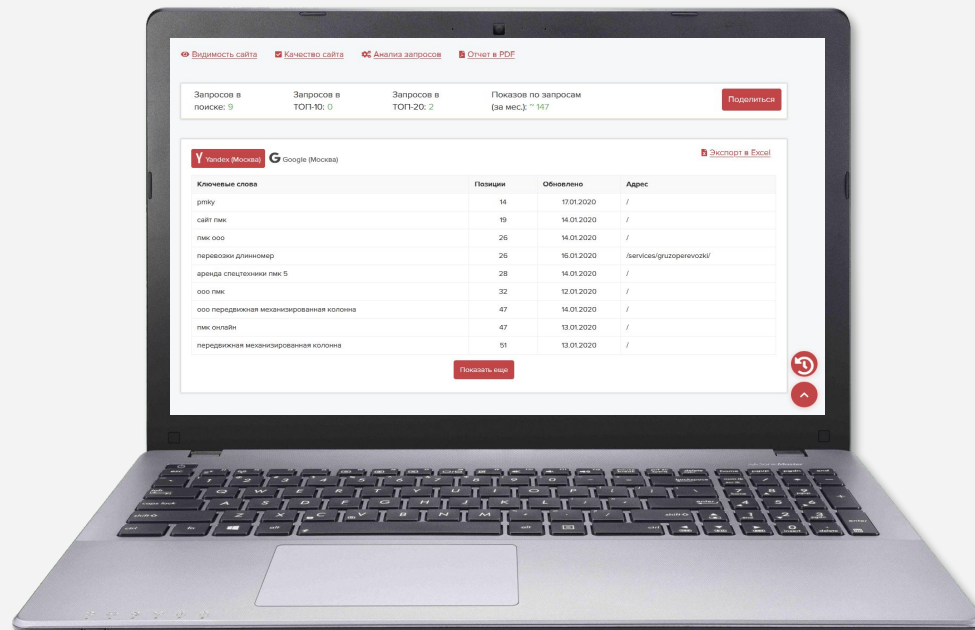 Видимость сайта Качество сайта Анализ запросов Отчет в PDF
Запросов в поиске: 9
Запросов в ТОП-10: 0
Запросов в ТОП-20: 2
Показов по запросам (за мес.): ~ 147
Поделиться
Yandex (Москва) Google (Москва) Экспорт в Excel
Ключевые слова Позиции Обновлено Адрес
pmky 14 17.01.2020 /
сайт пмк 19 14.01.2020 /
пмк ооо 26 14.01.2020 /
перевозки длинномер 26 16.01.2020 /services/gruzoperevozki/
аренда спецтехники пмк 5 28 14.01.2020 /
ооо пмк 32 12.01.2020 /
ооо передвижная механизированная колонна 47 14.01.2020 /
пмк онлайн 47 13.01.2020 /
передвижная механизированная колонна 51 13.01.2020 /
Показать еще